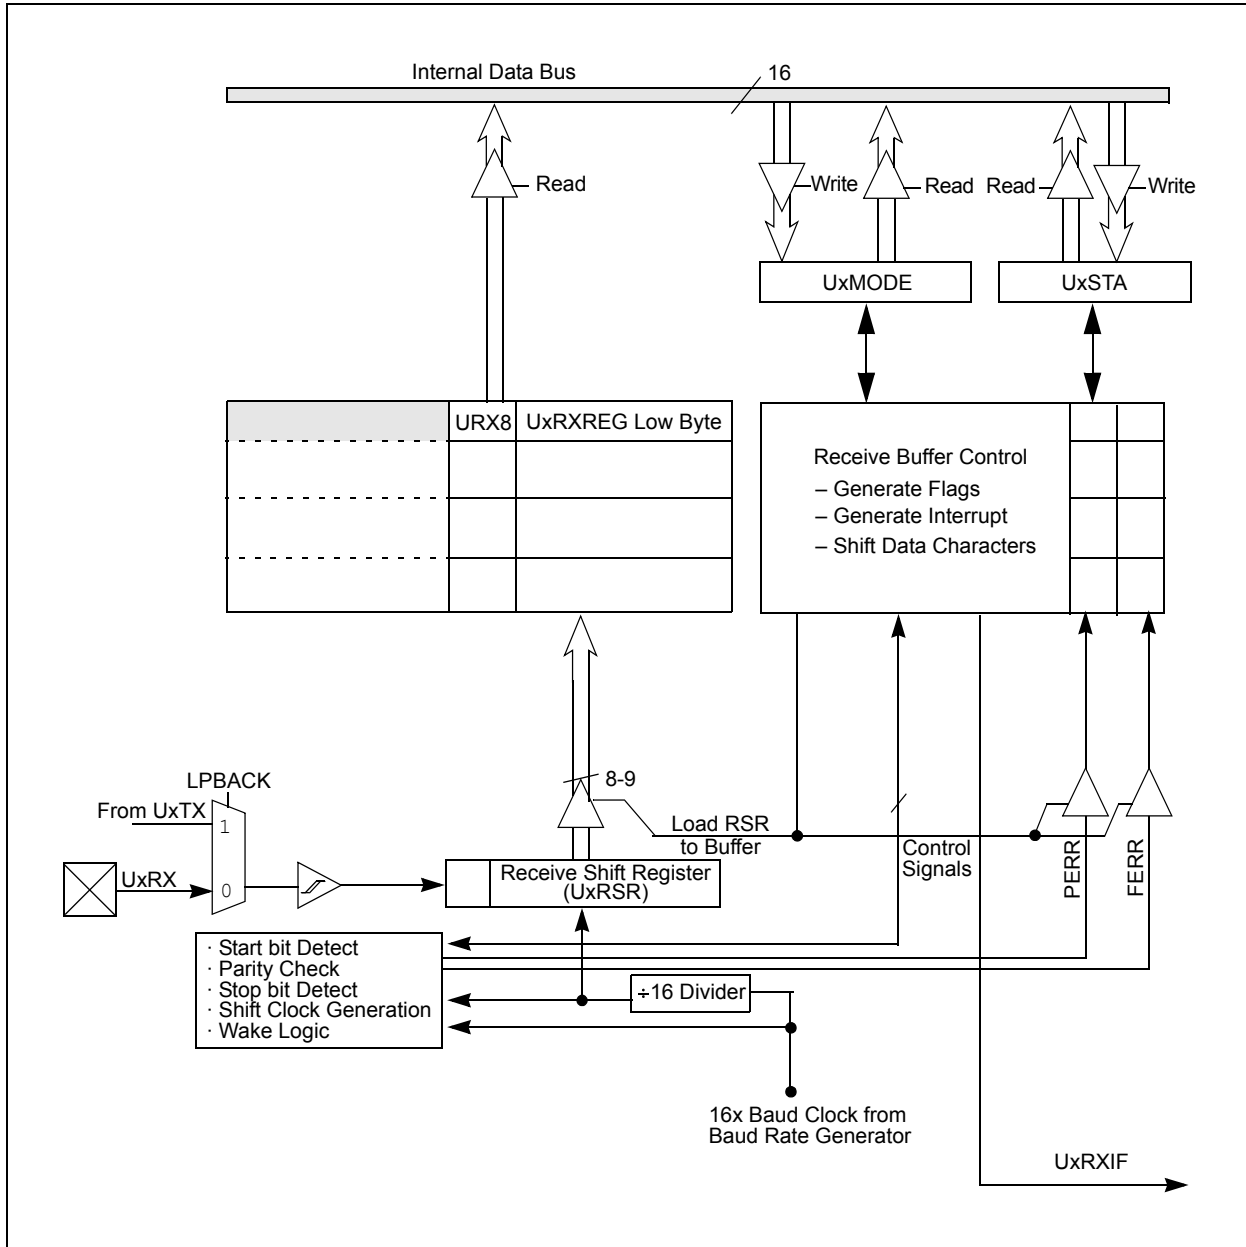 Internal Data Bus
16
Read
Write
Read
Read
Write
UxMODE
UxSTA
URX8
UxRXREG Low Byte
Receive Buffer Control
– Generate Flags
– Generate Interrupt
– Shift Data Characters
8-9
LPBACK
From UxTX
1
Load RSR
to Buffer
Control
Signals
PERR
FERR
UxRX
0
Receive Shift Register
(UxRSR)
· Start bit Detect
· Parity Check
· Stop bit Detect
· Shift Clock Generation
· Wake Logic
÷16 Divider
16x Baud Clock from
Baud Rate Generator
UxRXIF